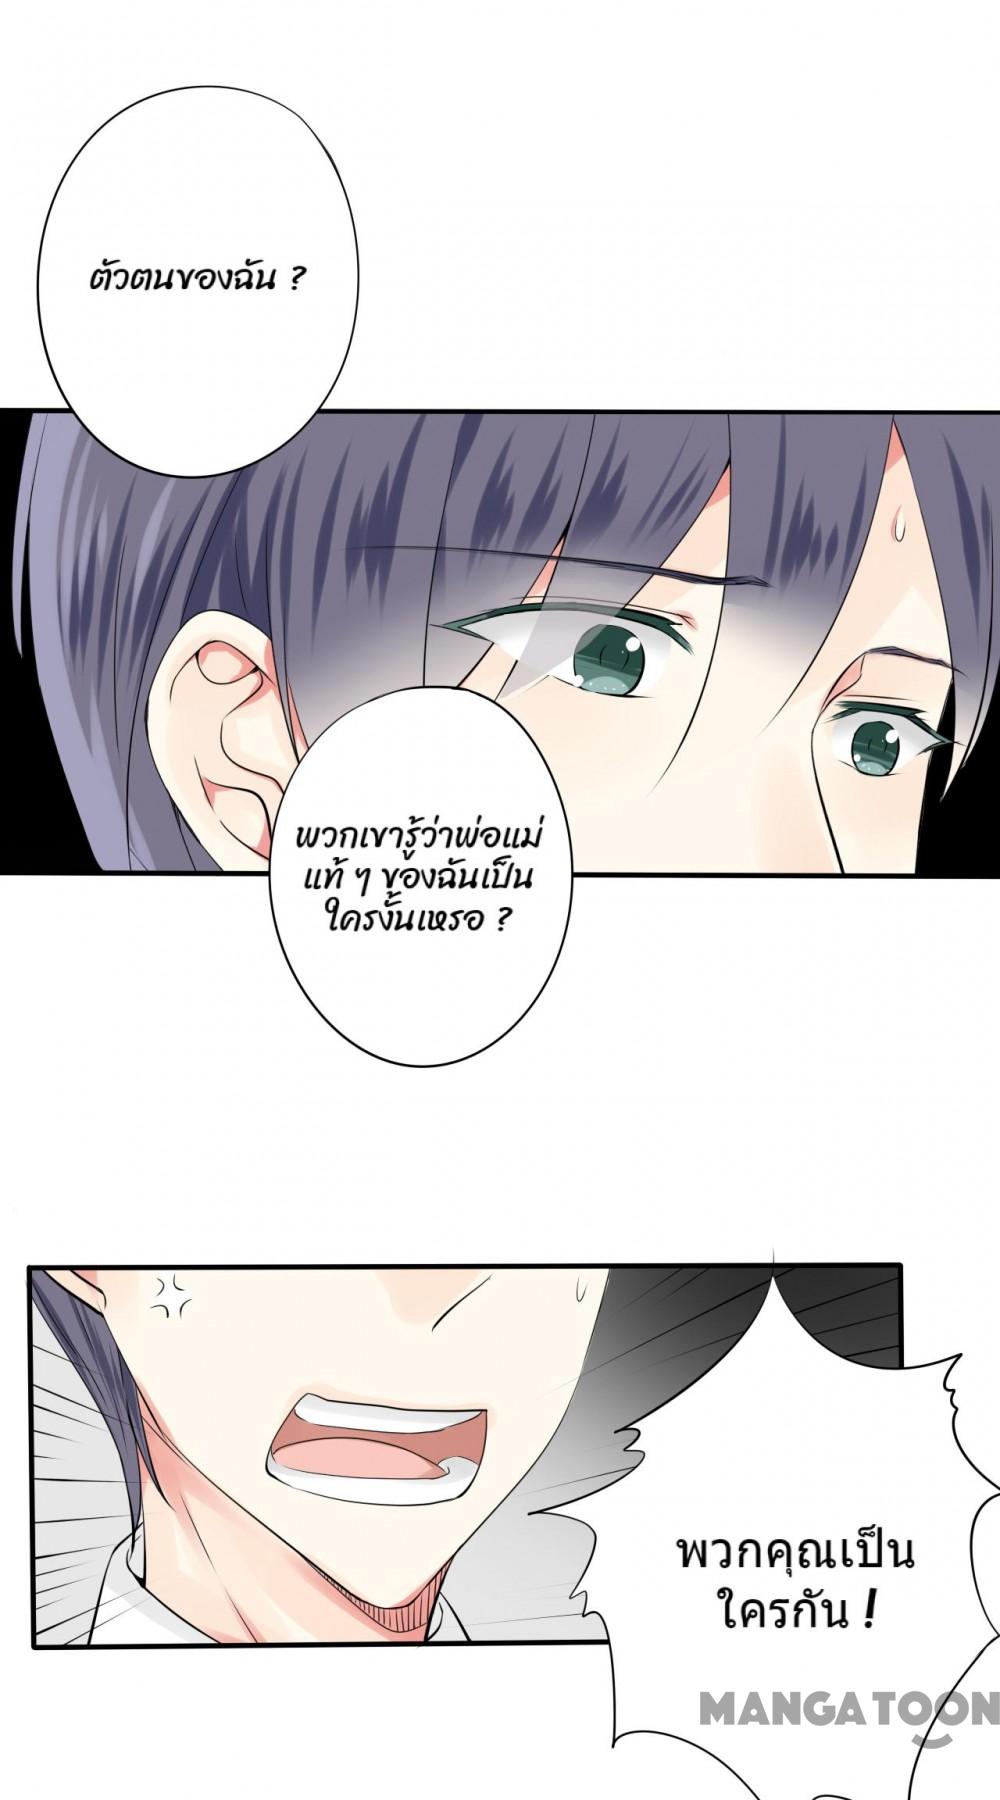 ตัวตนของฉัน ?
พวกเขารู้ว่าพ่อแม่
แท้ ๆ ของฉันเป็น
ใครงั้นเหรอ ?
พวกคุณเป็น
ใครกัน !
MANGATOON